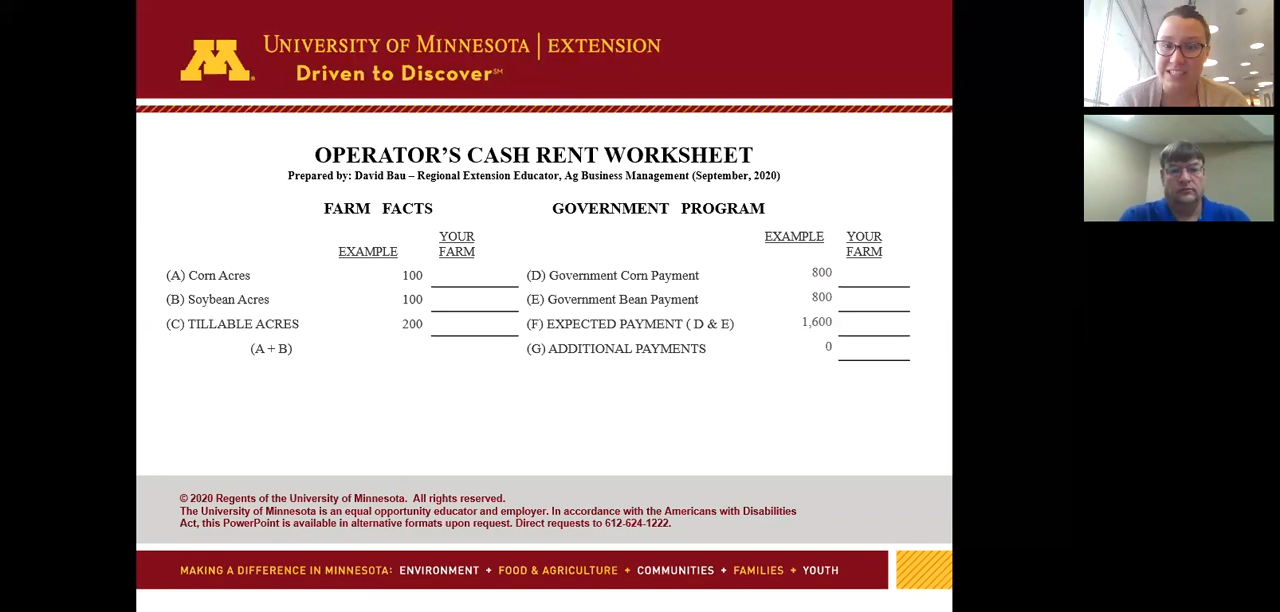 M
UNIVERSITY OF MINNESOTA | EXTENSION
Driven to Discover℠
OPERATOR'S CASH RENT WORKSHEET
Prepared by: David Bau – Regional Extension Educator, Ag Business Management (September, 2020)
FARM FACTS GOVERNMENT PROGRAM
EXAMPLE YOUR FARM EXAMPLE YOUR FARM
(A) Corn Acres 100 (D) Government Corn Payment 800
(B) Soybean Acres 100 (E) Government Bean Payment 800
(C) TILLABLE ACRES 200 (F) EXPECTED PAYMENT ( D & E) 1,600
(A + B) (G) ADDITIONAL PAYMENTS 0
© 2020 Regents of the University of Minnesota. All rights reserved.
The University of Minnesota is an equal opportunity educator and employer. In accordance with the Americans with Disabilities
Act, this PowerPoint is available in alternative formats upon request. Direct requests to 612-624-1222.
MAKING A DIFFERENCE IN MINNESOTA: ENVIRONMENT + FOOD & AGRICULTURE + COMMUNITIES + FAMILIES + YOUTH